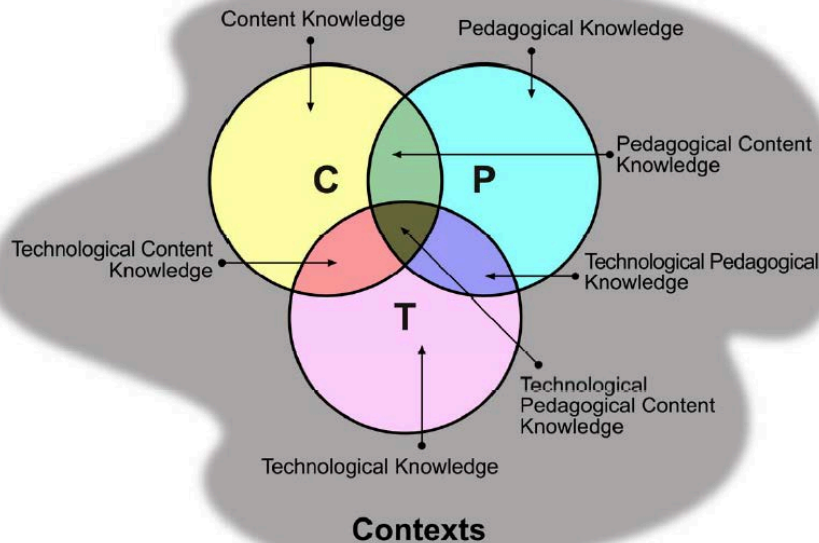 Content Knowledge
Pedagogical Knowledge
Pedagogical Content
Knowledge
C
P
Technological Content
Knowledge
Technological Pedagogical
Knowledge
T
Technological
Pedagogical Content
Knowledge
Technological Knowledge
Contexts